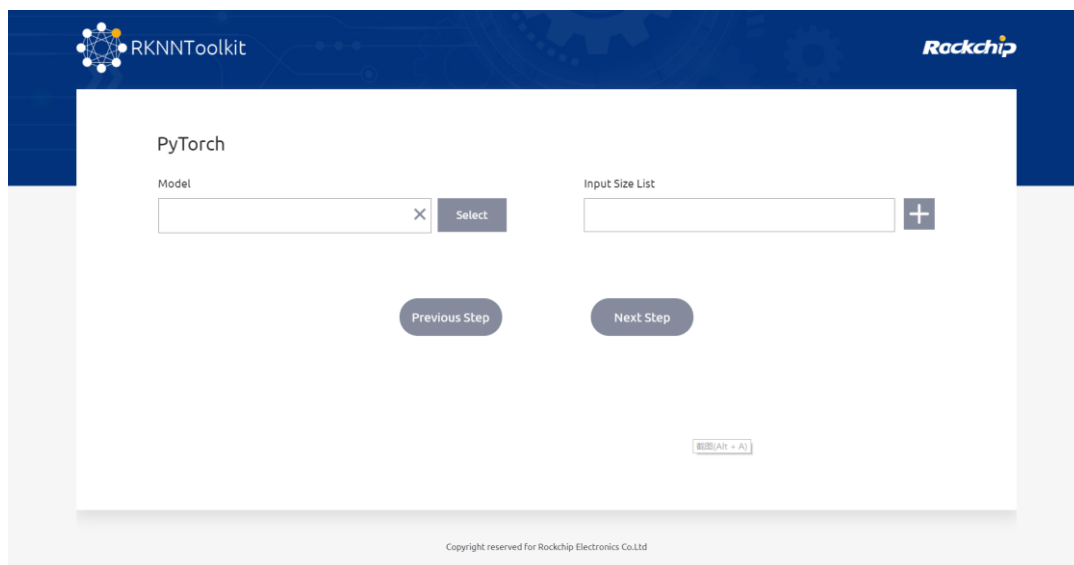 RKNNToolkit
Rockchip
PyTorch
Model
Input Size List
Select
Previous Step
Next Step
截图(Alt + A)
Copyright reserved for Rockchip Electronics Co.Ltd